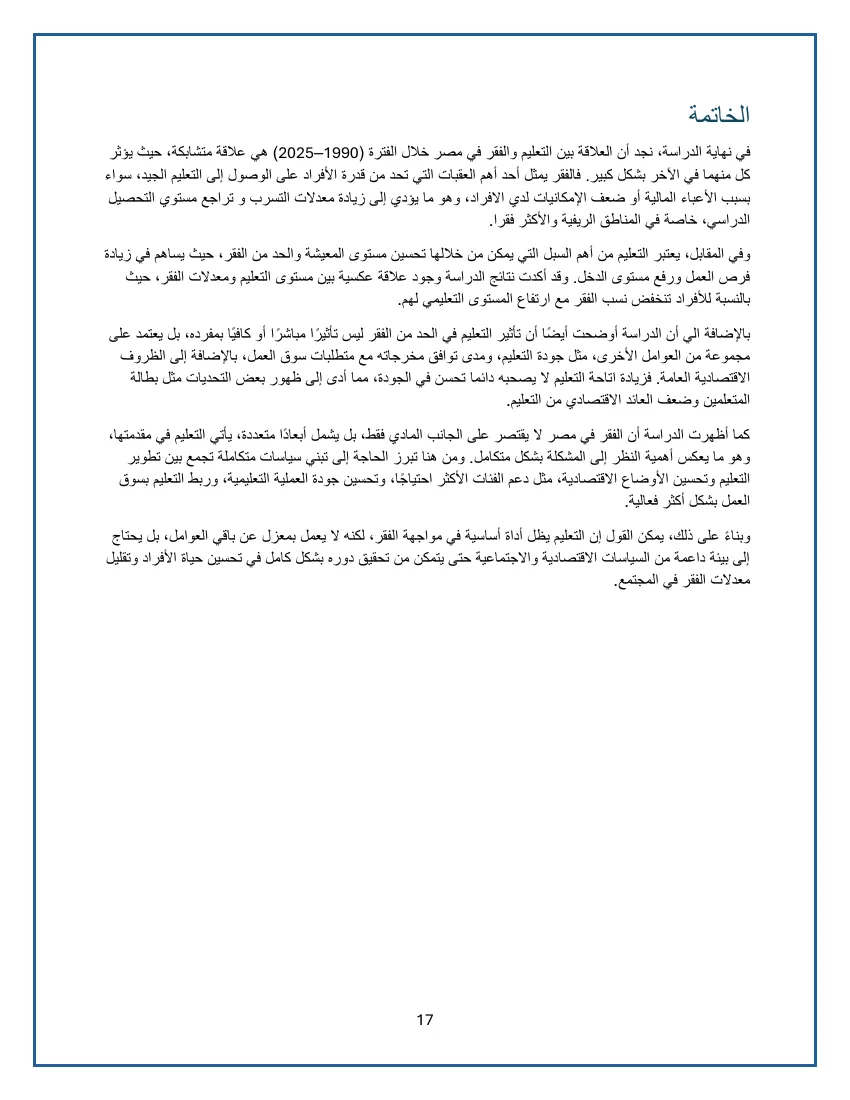 الخاتمة
في نهاية الدراسة، نجد أن العلاقة بين التعليم والفقر في مصر خلال الفترة (1990–2025) هي علاقة متشابكة، حيث يؤثر
كل منهما في الأخر بشكل كبير. فالفقر يمثل أحد أهم العقبات التي تحد من قدرة الأفراد على الوصول إلى التعليم الجيد، سواء
بسبب الأعباء المالية أو ضعف الإمكانيات لدي الافراد، وهو ما يؤدي إلى زيادة معدلات التسرب و تراجع مستوي التحصيل
الدراسي، خاصة في المناطق الريفية والأكثر فقرا.
وفي المقابل، يعتبر التعليم من أهم السبل التي يمكن من خلالها تحسين مستوى المعيشة والحد من الفقر، حيث يساهم في زيادة
فرص العمل ورفع مستوى الدخل. وقد أكدت نتائج الدراسة وجود علاقة عكسية بين مستوى التعليم ومعدلات الفقر، حيث
بالنسبة للأفراد تنخفض نسب الفقر مع ارتفاع المستوى التعليمي لهم.
بالإضافة الي أن الدراسة أوضحت أيضًا أن تأثير التعليم في الحد من الفقر ليس تأثيرًا مباشرًا أو كافيًا بمفرده، بل يعتمد على
مجموعة من العوامل الأخرى، مثل جودة التعليم، ومدى توافق مخرجاته مع متطلبات سوق العمل، بالإضافة إلى الظروف
الاقتصادية العامة. فزيادة اتاحة التعليم لا يصحبه دائما تحسن في الجودة، مما أدى إلى ظهور بعض التحديات مثل بطالة
المتعلمين وضعف العائد الاقتصادي من التعليم.
كما أظهرت الدراسة أن الفقر في مصر لا يقتصر على الجانب المادي فقط، بل يشمل أبعادًا متعددة، يأتي التعليم في مقدمتها،
وهو ما يعكس أهمية النظر إلى المشكلة بشكل متكامل. ومن هنا تبرز الحاجة إلى تبني سياسات متكاملة تجمع بين تطوير
التعليم وتحسين الأوضاع الاقتصادية، مثل دعم الفئات الأكثر احتياجًا، وتحسين جودة العملية التعليمية، وربط التعليم بسوق
العمل بشكل أكثر فعالية.
وبناءً على ذلك، يمكن القول إن التعليم يظل أداة أساسية في مواجهة الفقر، لكنه لا يعمل بمعزل عن باقي العوامل، بل يحتاج
إلى بيئة داعمة من السياسات الاقتصادية والاجتماعية حتى يتمكن من تحقيق دوره بشكل كامل في تحسين حياة الأفراد وتقليل
معدلات الفقر في المجتمع.
17